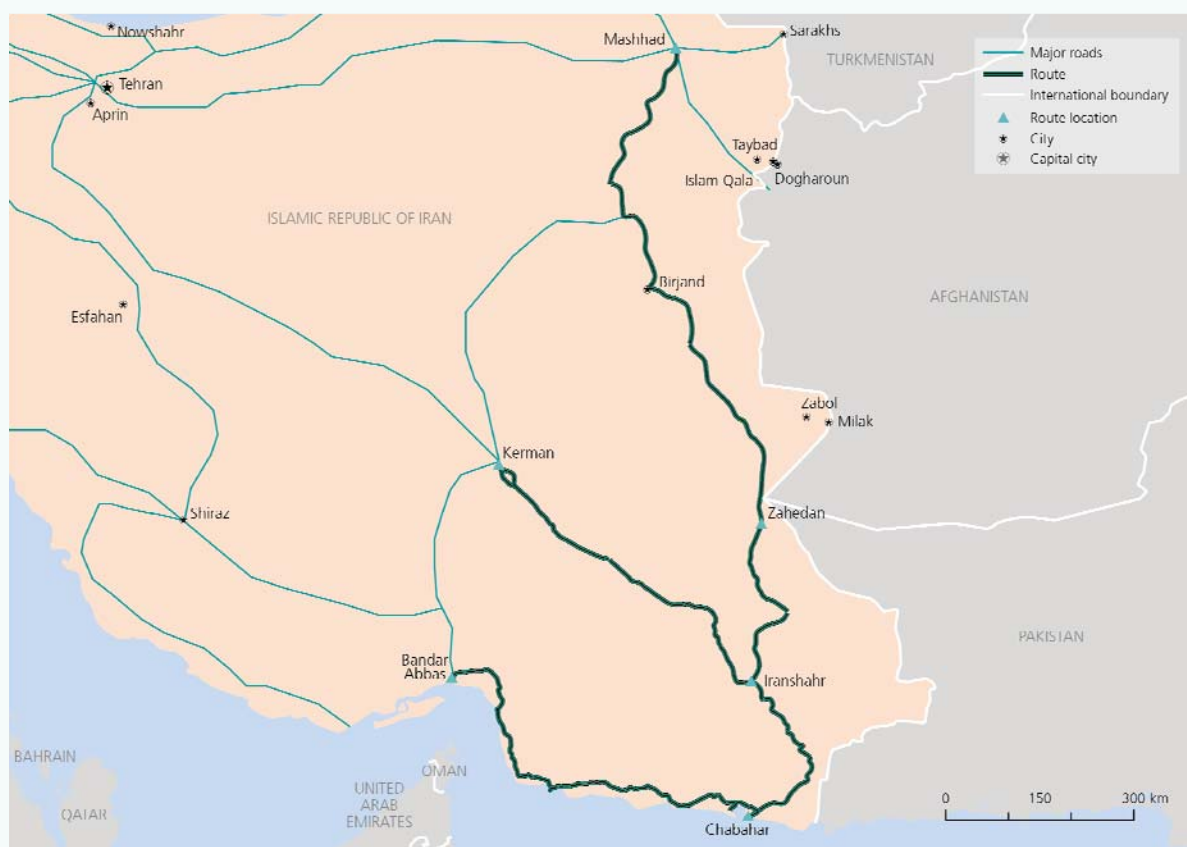 Nowshahr
Mashhad
Sarakhs
TURKMENISTAN
Major roads
Route
International boundary
Route location
City
Capital city
Tehran
Aprin
Taybad
Islam Qala
Dogharoun
ISLAMIC REPUBLIC OF IRAN
Birjand
AFGHANISTAN
Esfahan
Zabol
Milak
Kerman
Shiraz
Zahedan
PAKISTAN
Bandar
Abbas
Iranshahr
BAHRAIN
OMAN
QATAR
UNITED
ARAB
EMIRATES
Chabahar
0 150 300 km